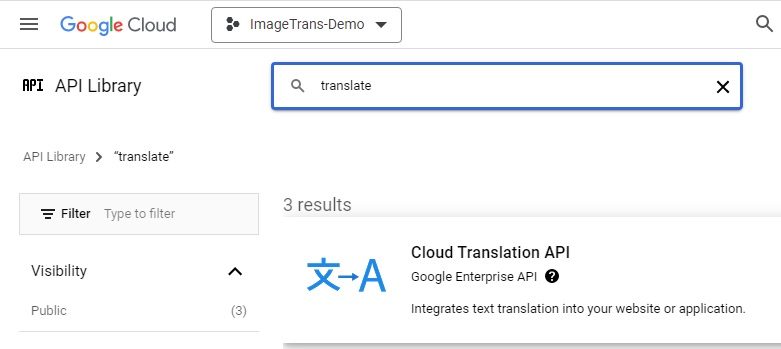 Google Cloud
ImageTrans-Demo
API API Library
translate
API Library > “translate”
Filter Type to filter
3 results
Visibility
Public (3)
文→A
Cloud Translation API
Google Enterprise API ?
Integrates text translation into your website or application.